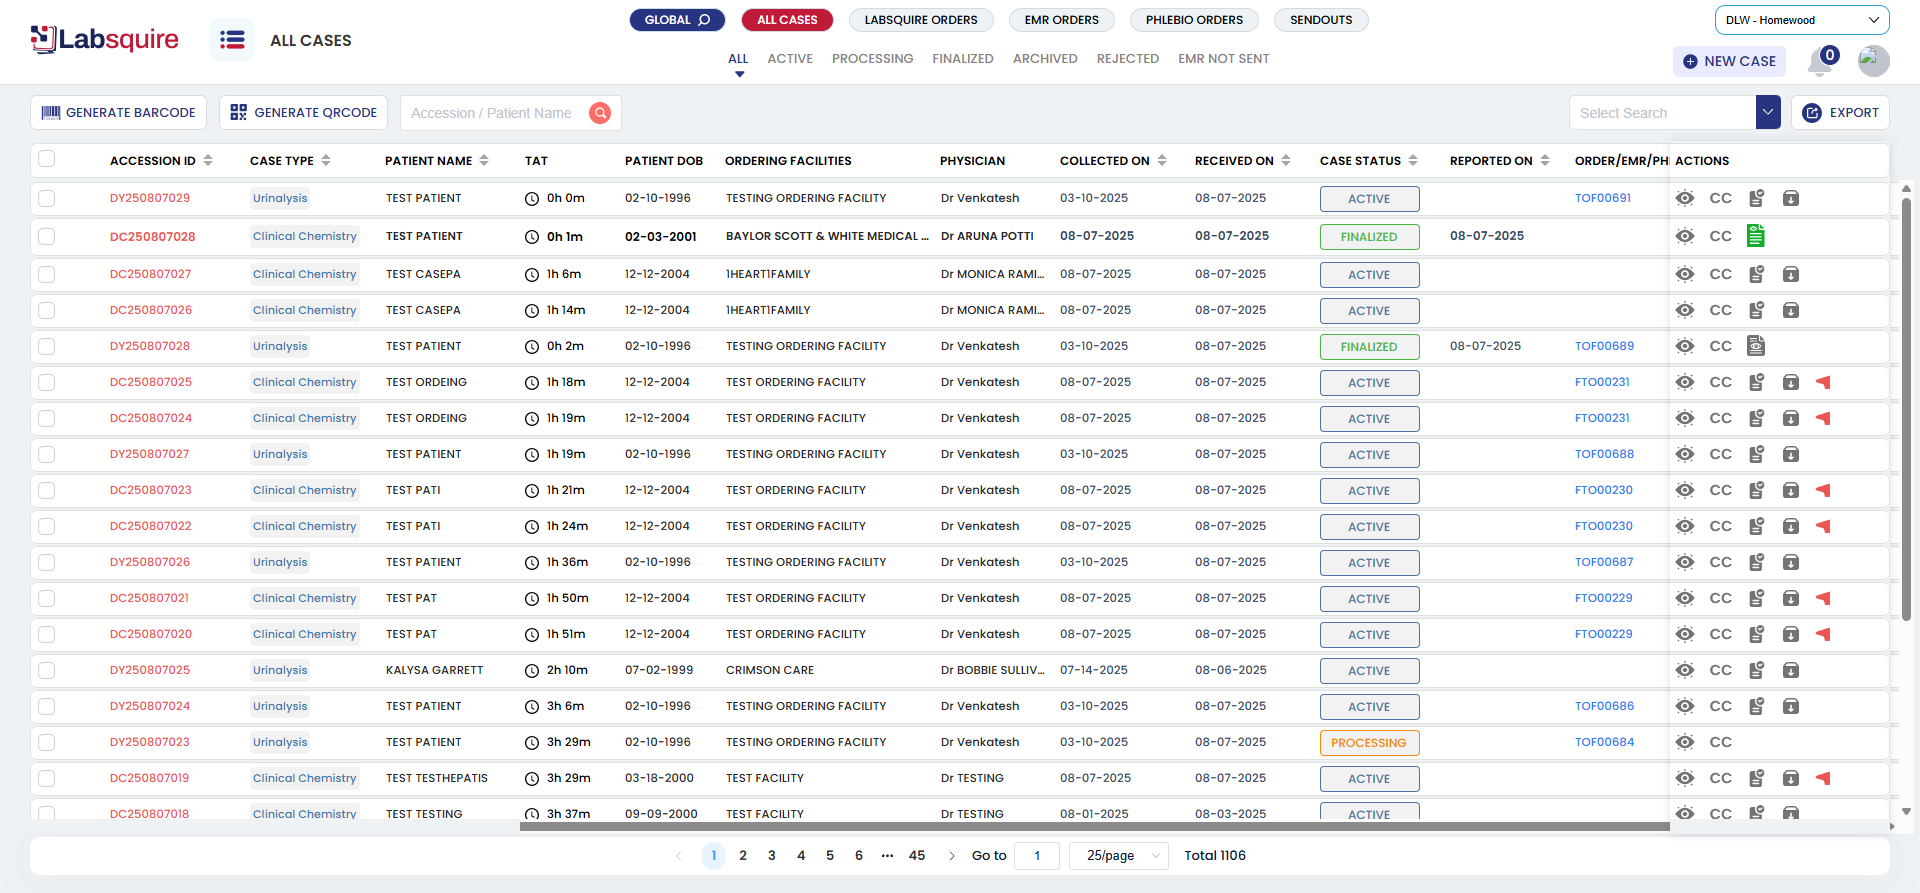 Labsquire
ALL CASES
GLOBAL
ALL CASES
LABSQUIRE ORDERS
EMR ORDERS
PHLEBIO ORDERS
SENDOUTS
DLW - Homewood
ALL
ACTIVE
PROCESSING
FINALIZED
ARCHIVED
REJECTED
EMR NOT SENT
NEW CASE
0
GENERATE BARCODE
GENERATE QRCODE
Accession / Patient Name
Select Search
EXPORT
ACCESSION ID CASE TYPE PATIENT NAME TAT PATIENT DOB ORDERING FACILITIES PHYSICIAN COLLECTED ON RECEIVED ON CASE STATUS REPORTED ON ORDER/EMR/PH ACTIONS
DY250807029 Urinalysis TEST PATIENT 0h 0m 02-10-1996 TESTING ORDERING FACILITY Dr Venkatesh 03-10-2025 08-07-2025 ACTIVE TOF00691 CC
DC250807028 Clinical Chemistry TEST PATIENT 0h 1m 02-03-2001 BAYLOR SCOTT & WHITE MEDICAL ... Dr ARUNA POTTI 08-07-2025 08-07-2025 FINALIZED 08-07-2025 CC
DC250807027 Clinical Chemistry TEST CASEPA 1h 6m 12-12-2004 1HEART1FAMILY Dr MONICA RAMI... 08-07-2025 08-07-2025 ACTIVE CC
DC250807026 Clinical Chemistry TEST CASEPA 1h 14m 12-12-2004 1HEART1FAMILY Dr MONICA RAMI... 08-07-2025 08-07-2025 ACTIVE CC
DY250807028 Urinalysis TEST PATIENT 0h 2m 02-10-1996 TESTING ORDERING FACILITY Dr Venkatesh 03-10-2025 08-07-2025 FINALIZED 08-07-2025 TOF00689 CC
DC250807025 Clinical Chemistry TEST ORDEING 1h 18m 12-12-2004 TEST ORDERING FACILITY Dr Venkatesh 08-07-2025 08-07-2025 ACTIVE FTO00231 CC
DC250807024 Clinical Chemistry TEST ORDEING 1h 19m 12-12-2004 TEST ORDERING FACILITY Dr Venkatesh 08-07-2025 08-07-2025 ACTIVE FTO00231 CC
DY250807027 Urinalysis TEST PATIENT 1h 19m 02-10-1996 TESTING ORDERING FACILITY Dr Venkatesh 03-10-2025 08-07-2025 ACTIVE TOF00688 CC
DC250807023 Clinical Chemistry TEST PATI 1h 21m 12-12-2004 TEST ORDERING FACILITY Dr Venkatesh 08-07-2025 08-07-2025 ACTIVE FTO00230 CC
DC250807022 Clinical Chemistry TEST PATI 1h 24m 12-12-2004 TEST ORDERING FACILITY Dr Venkatesh 08-07-2025 08-07-2025 ACTIVE FTO00230 CC
DY250807026 Urinalysis TEST PATIENT 1h 36m 02-10-1996 TESTING ORDERING FACILITY Dr Venkatesh 03-10-2025 08-07-2025 ACTIVE TOF00687 CC
DC250807021 Clinical Chemistry TEST PAT 1h 50m 12-12-2004 TEST ORDERING FACILITY Dr Venkatesh 08-07-2025 08-07-2025 ACTIVE FTO00229 CC
DC250807020 Clinical Chemistry TEST PAT 1h 51m 12-12-2004 TEST ORDERING FACILITY Dr Venkatesh 08-07-2025 08-07-2025 ACTIVE FTO00229 CC
DY250807025 Urinalysis KALYSA GARRETT 2h 10m 07-02-1999 CRIMSON CARE Dr BOBBIE SULLIV... 07-14-2025 08-06-2025 ACTIVE CC
DY250807024 Urinalysis TEST PATIENT 3h 6m 02-10-1996 TESTING ORDERING FACILITY Dr Venkatesh 03-10-2025 08-07-2025 ACTIVE TOF00686 CC
DY250807023 Urinalysis TEST PATIENT 3h 29m 02-10-1996 TESTING ORDERING FACILITY Dr Venkatesh 03-10-2025 08-07-2025 PROCESSING TOF00684 CC
DC250807019 Clinical Chemistry TEST TESTHEPATIS 3h 29m 03-18-2000 TEST FACILITY Dr TESTING 08-07-2025 08-07-2025 ACTIVE CC
DC250807018 Clinical Chemistry TEST TESTING 3h 37m 09-09-2000 TEST FACILITY Dr TESTING 08-01-2025 08-03-2025 ACTIVE CC
1 2 3 4 5 6 ••• 45 Go to 1 25/page Total 1106